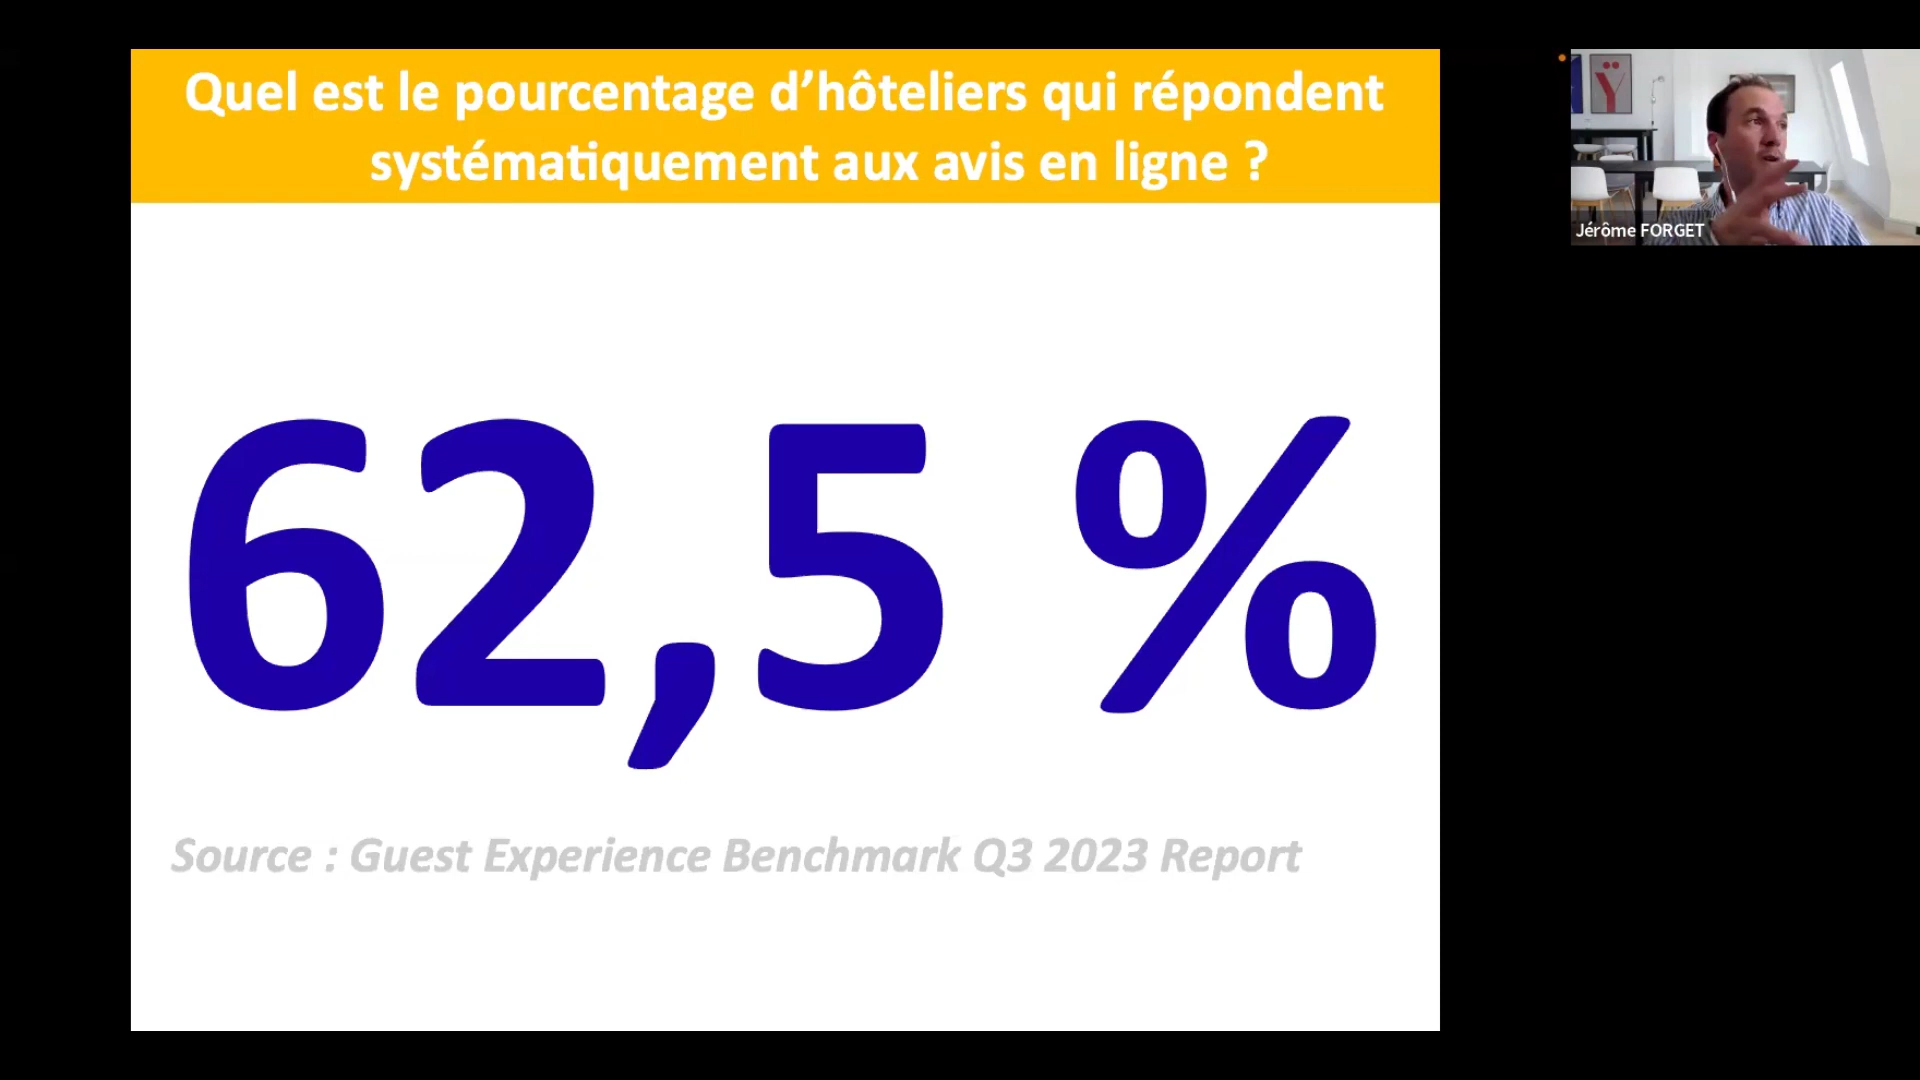 Quel est le pourcentage d’hôteliers qui répondent
systématiquement aux avis en ligne ?
62,5 %
Source : Guest Experience Benchmark Q3 2023 Report
Ÿ
Jérôme FORGET